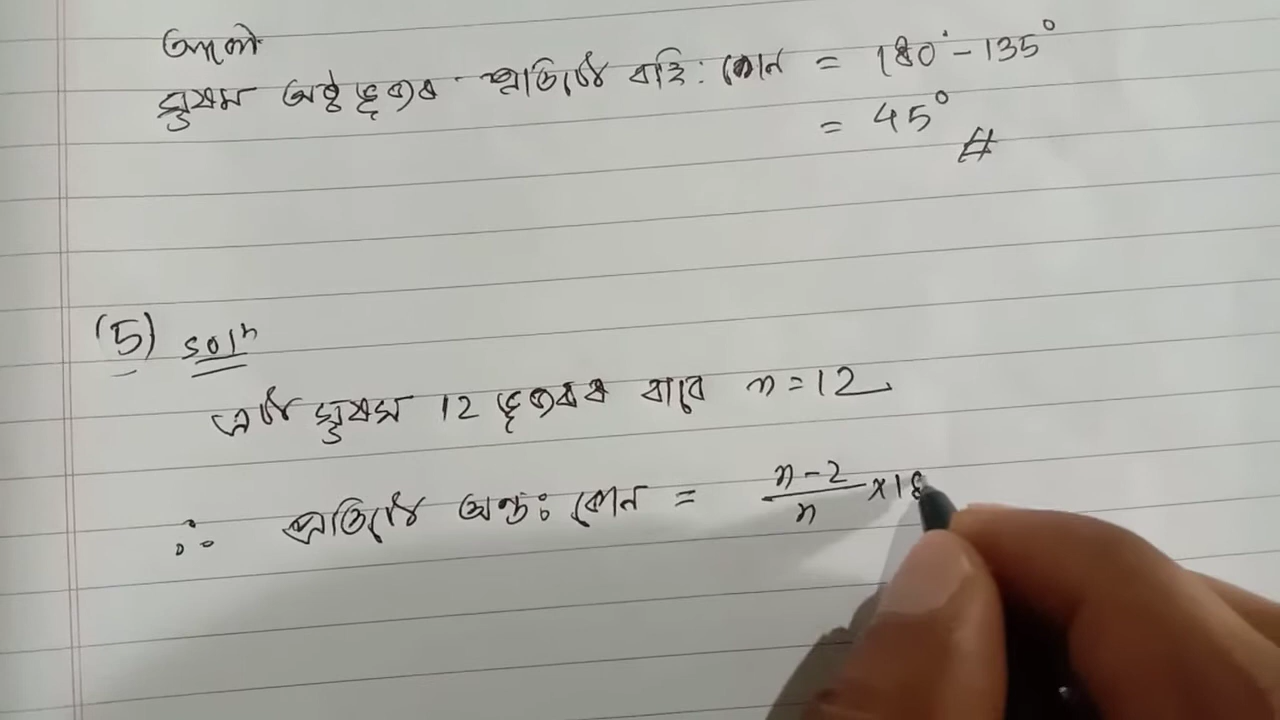 আকৌ
সুষম অষ্টভূজৰ প্ৰতিটো বহিঃ কোন = 180° - 135°
= 45° #
(5) Solⁿ
এটি সুষম 12 ভূজৰ বাবে n = 12
∴ প্ৰতিটো অন্তঃ কোন = \frac{n-2}{n} × 18